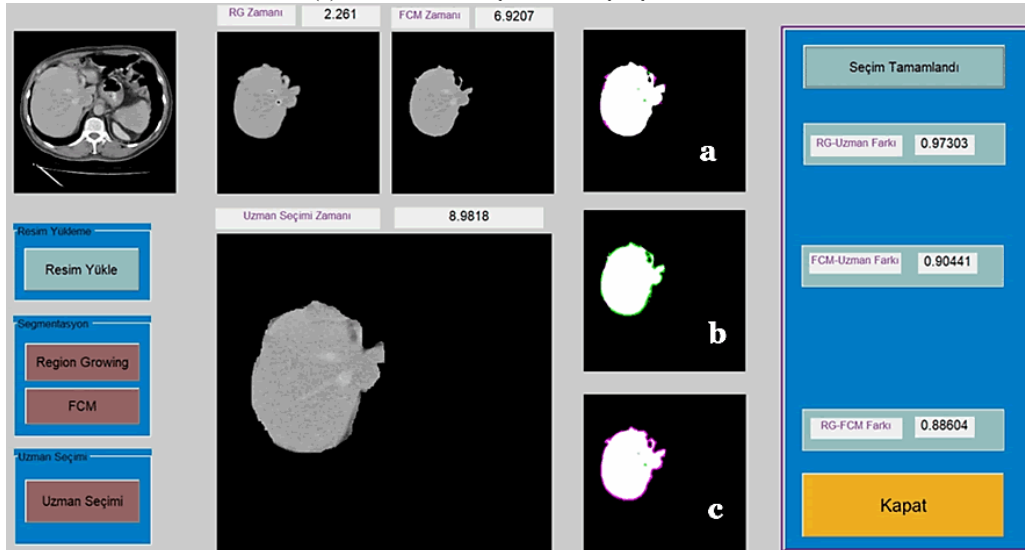 RG Zamanı 2.261 FCM Zamanı 6.9207
Uzman Seçimi Zamanı 8.9818
Resim Yükleme
Resim Yükle
Segmentasyon
Region Growing
FCM
Uzman Seçimi
Uzman Seçimi
a
b
c
Seçim Tamamlandı
RG-Uzman Farkı 0.97303
FCM-Uzman Farkı 0.90441
RG-FCM Farkı 0.88604
Kapat